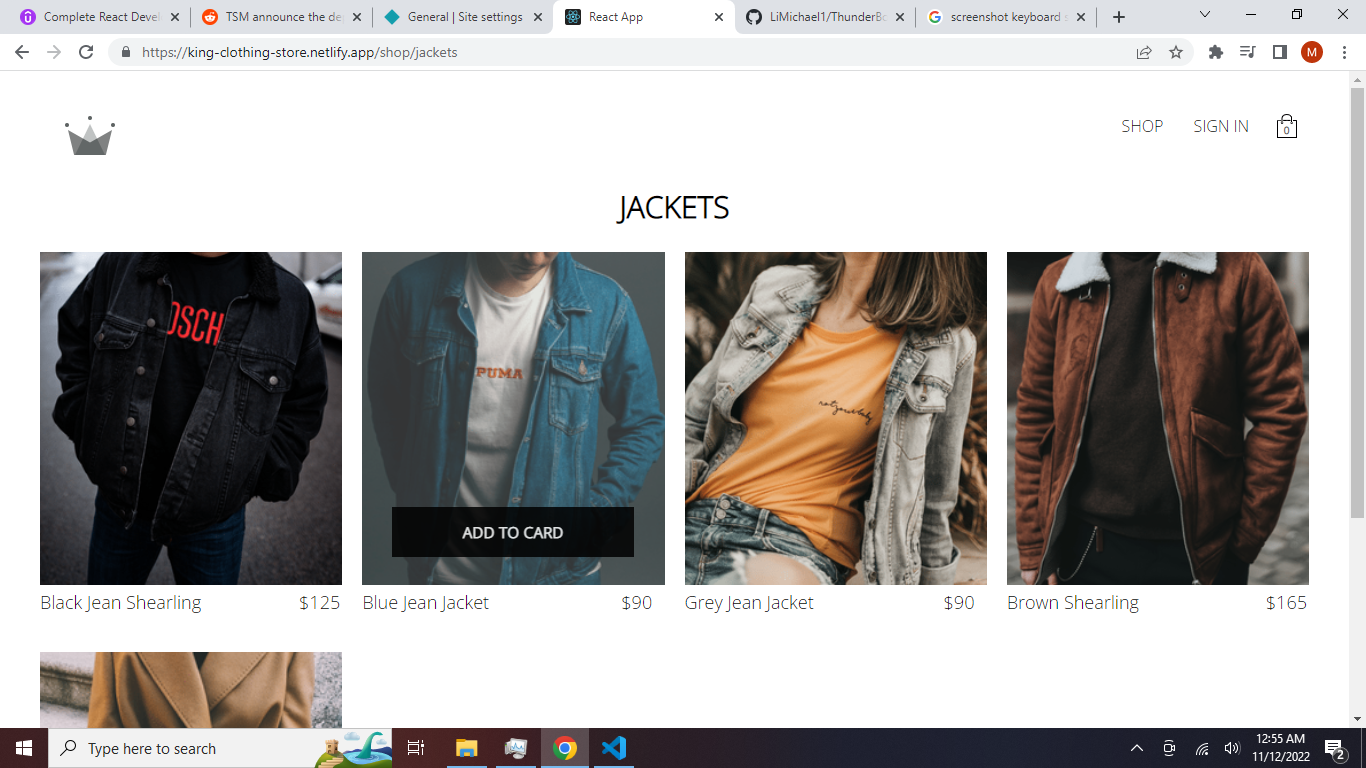 Complete React Devel
TSM announce the de
General | Site settings
React App
LiMichael1/ThunderBo
screenshot keyboard s
https://king-clothing-store.netlify.app/shop/jackets
M
SHOP
SIGN IN
0
JACKETS
OSCH
PUMA
notyourbaby
ADD TO CARD
Black Jean Shearling $125
Blue Jean Jacket $90
Grey Jean Jacket $90
Brown Shearling $165
Type here to search
12:55 AM
11/12/2022
2